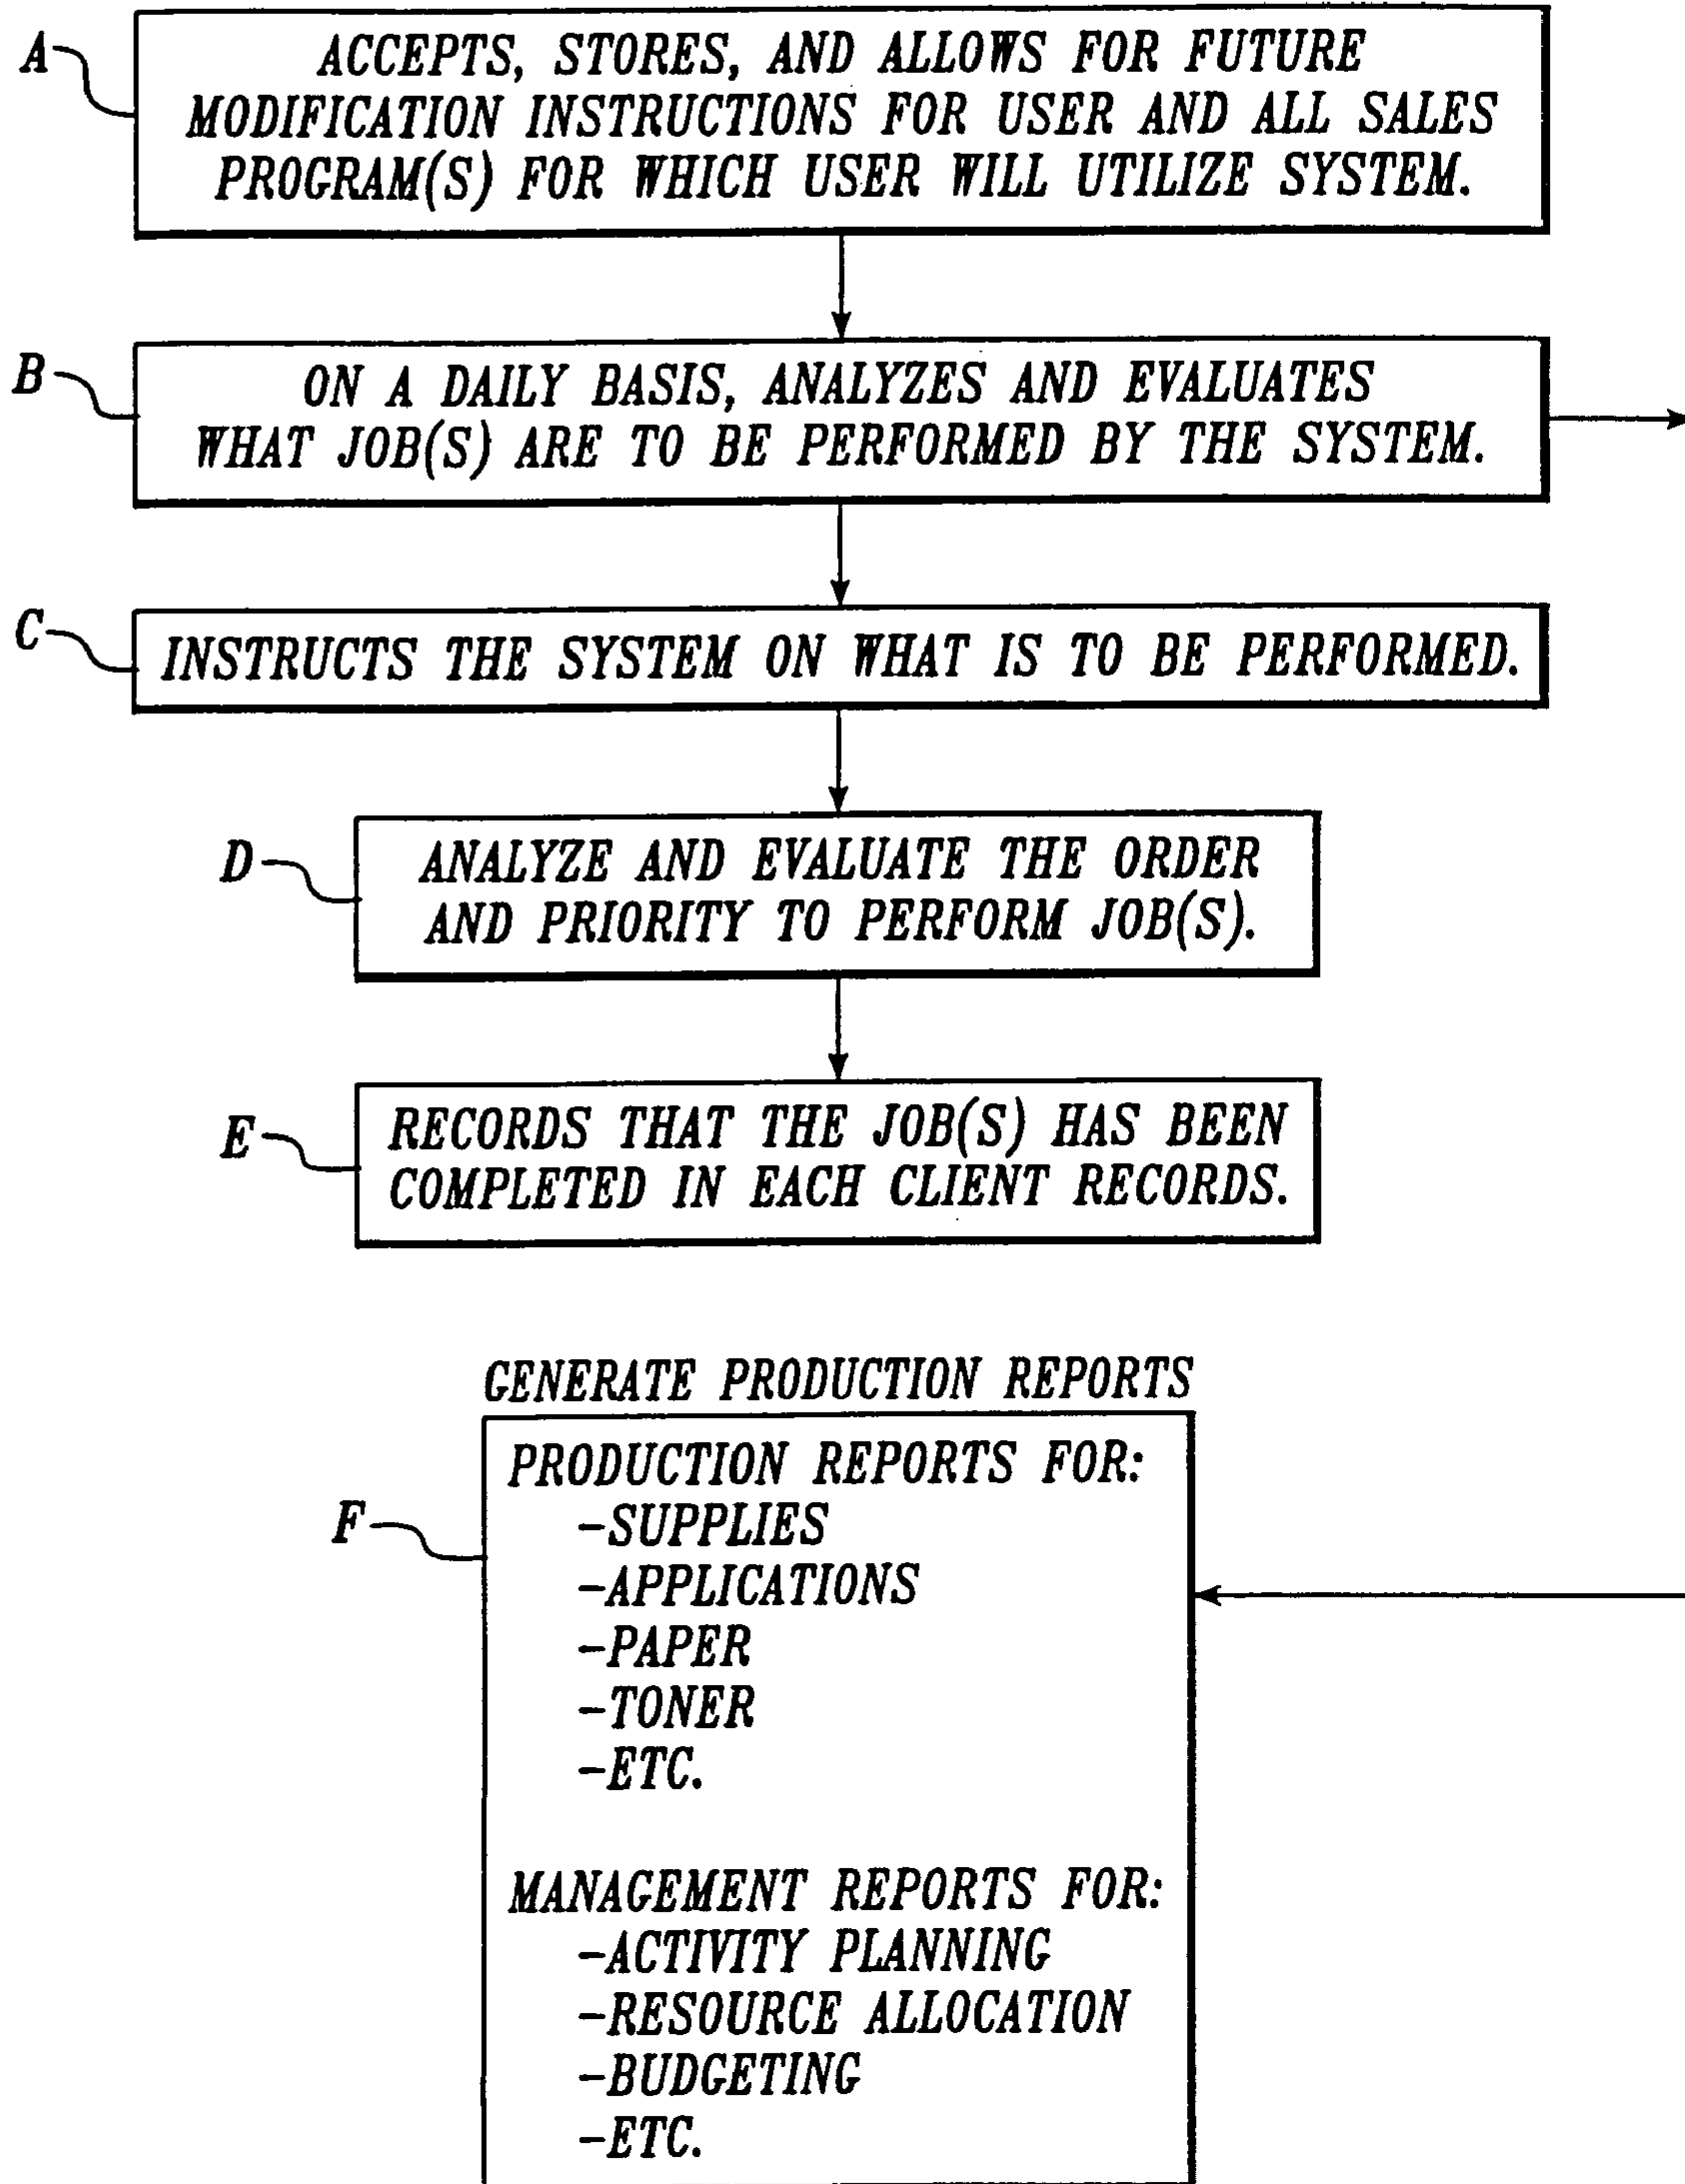 A
ACCEPTS, STORES, AND ALLOWS FOR FUTURE
MODIFICATION INSTRUCTIONS FOR USER AND ALL SALES
PROGRAM(S) FOR WHICH USER WILL UTILIZE SYSTEM.
B
ON A DAILY BASIS, ANALYZES AND EVALUATES
WHAT JOB(S) ARE TO BE PERFORMED BY THE SYSTEM.
C
INSTRUCTS THE SYSTEM ON WHAT IS TO BE PERFORMED.
D
ANALYZE AND EVALUATE THE ORDER
AND PRIORITY TO PERFORM JOB(S).
E
RECORDS THAT THE JOB(S) HAS BEEN
COMPLETED IN EACH CLIENT RECORDS.
GENERATE PRODUCTION REPORTS
F
PRODUCTION REPORTS FOR:
-SUPPLIES
-APPLICATIONS
-PAPER
-TONER
-ETC.
MANAGEMENT REPORTS FOR:
-ACTIVITY PLANNING
-RESOURCE ALLOCATION
-BUDGETING
-ETC.